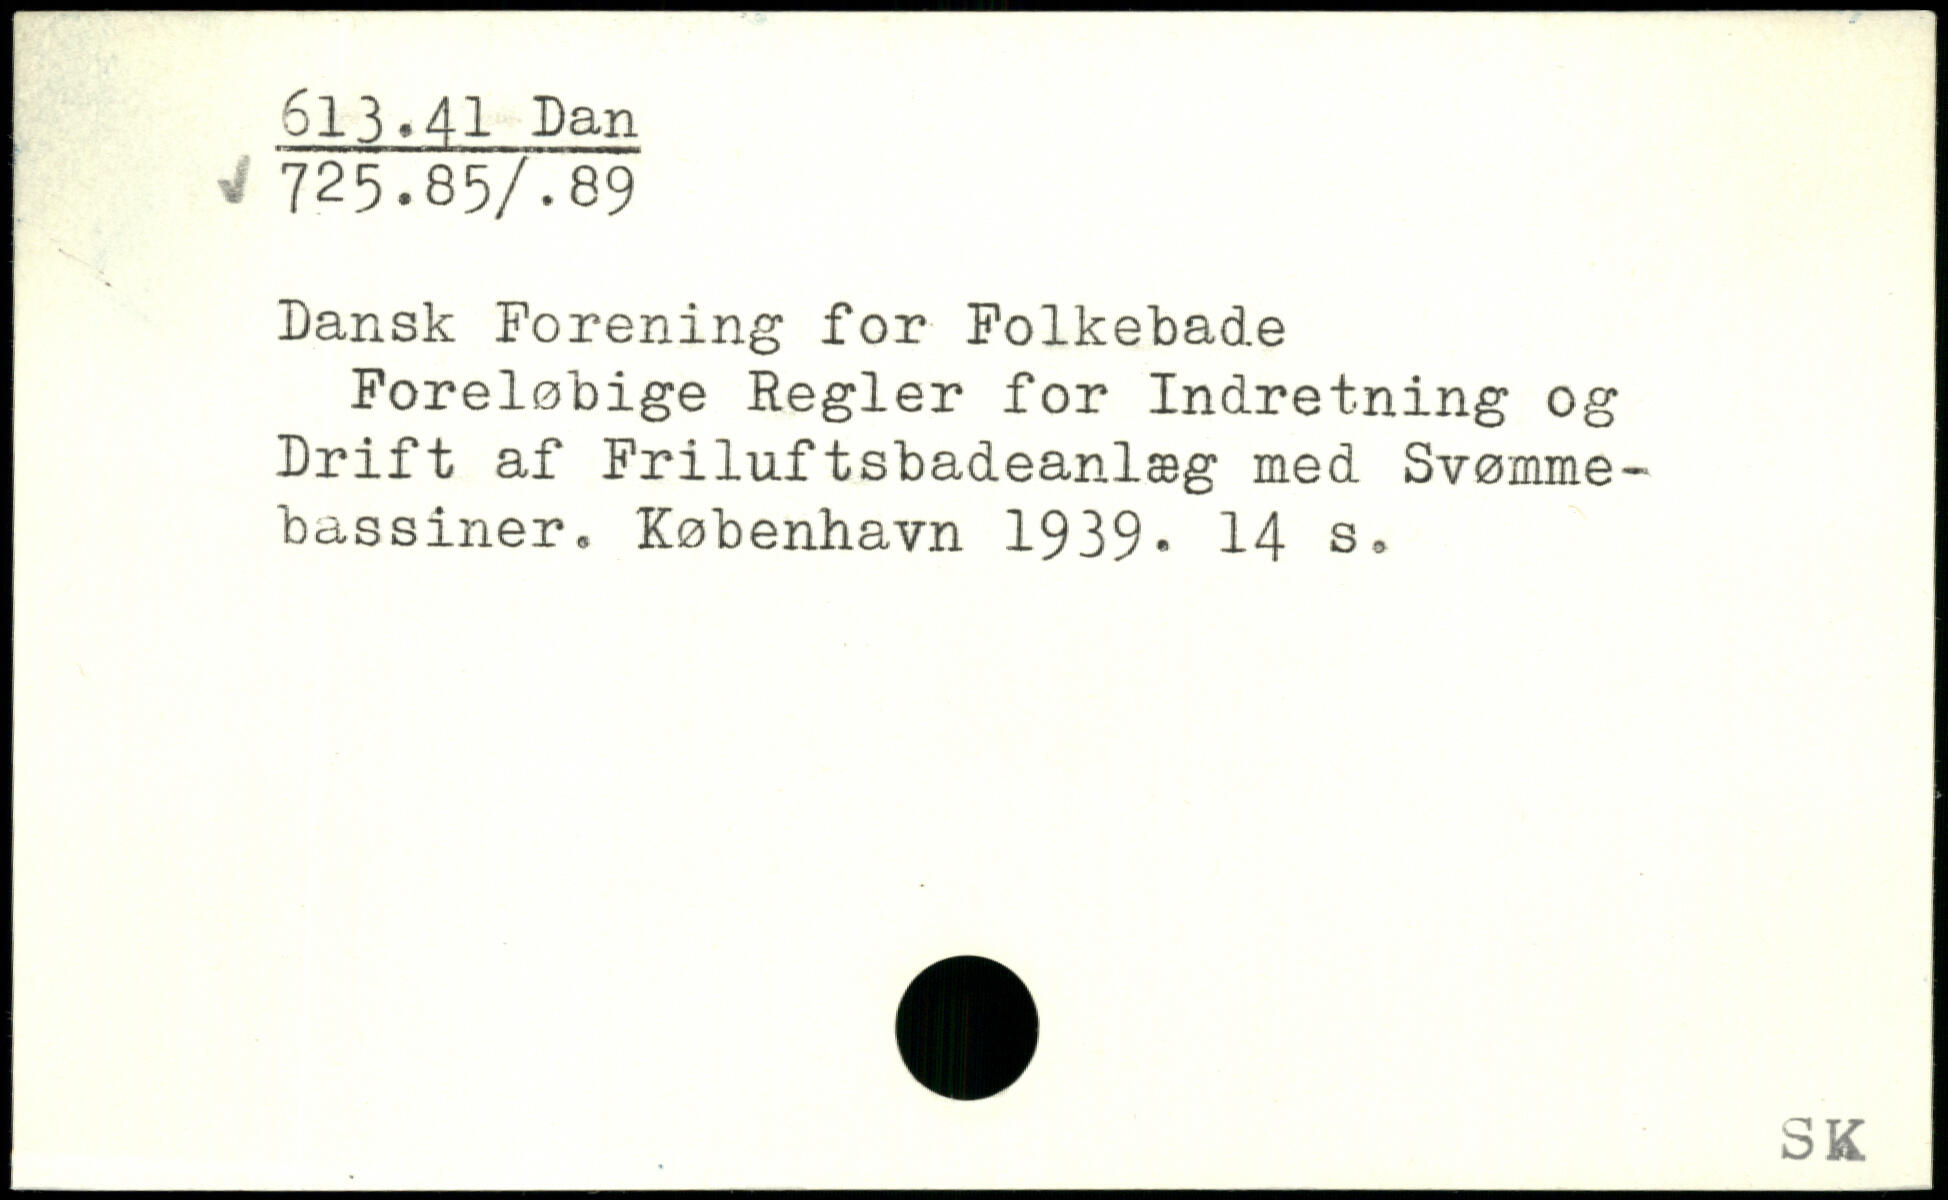 613.41 Dan
✓ 725.85/.89
Dansk Forening for Folkebade
Foreløbige Regler for Indretning og
Drift af Friluftsbadeanlæg med Svømme-
bassiner. København 1939. 14 s.
SK